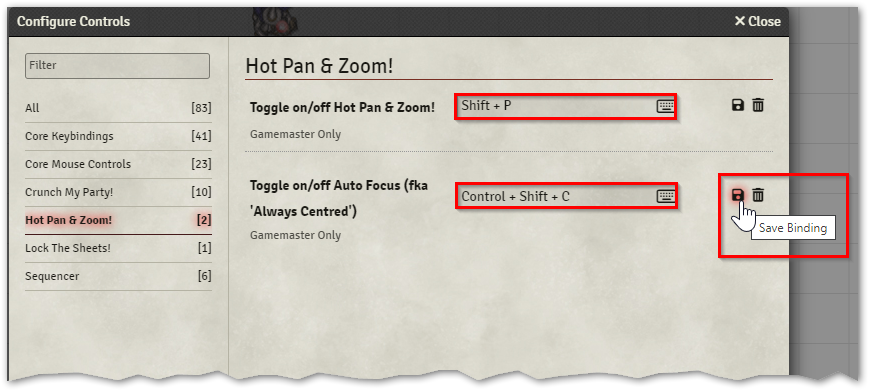 Configure Controls
Close
Filter
All [83]
Core Keybindings [41]
Core Mouse Controls [23]
Crunch My Party! [10]
Hot Pan & Zoom! [2]
Lock The Sheets! [1]
Sequencer [6]
Hot Pan & Zoom!
Toggle on/off Hot Pan & Zoom! Shift + P
Gamemaster Only
Toggle on/off Auto Focus (fka
'Always Centred')
Control + Shift + C
Gamemaster Only
Save Binding